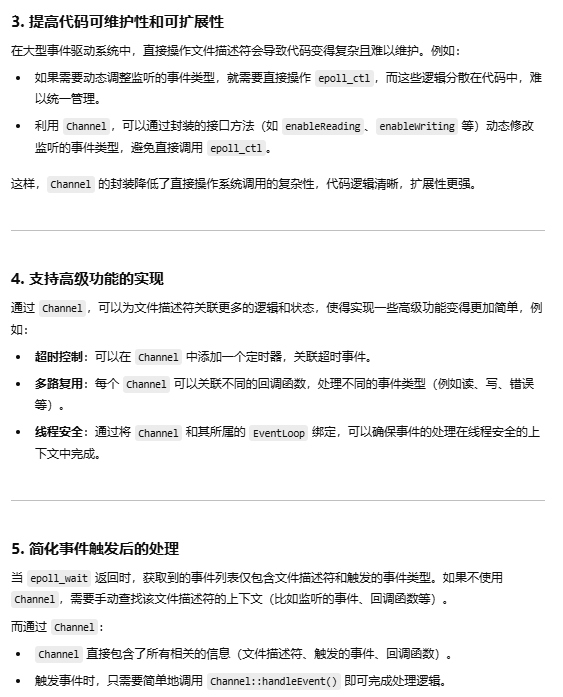 3. 提高代码可维护性和可扩展性
在大型事件驱动系统中，直接操作文件描述符会导致代码变得复杂且难以维护。例如：
• 如果需要动态调整监听的事件类型，就需要直接操作 epoll_ctl，而这些逻辑分散在代码中，难
以统一管理。
• 利用 Channel，可以通过封装的接口方法（如 enableReading、enableWriting 等）动态修改
监听的事件类型，避免直接调用 epoll_ctl。
这样，Channel 的封装降低了直接操作系统调用的复杂性，代码逻辑清晰，扩展性更强。
4. 支持高级功能的实现
通过 Channel，可以为文件描述符关联更多的逻辑和状态，使得实现一些高级功能变得更加简单，例
如：
• 超时控制：可以在 Channel 中添加一个定时器，关联超时事件。
• 多路复用：每个 Channel 可以关联不同的回调函数，处理不同的事件类型（例如读、写、错误
等）。
• 线程安全：通过将 Channel 和其所属的 EventLoop 绑定，可以确保事件的处理在线程安全的上
下文中完成。
5. 简化事件触发后的处理
当 epoll_wait 返回时，获取到的事件列表仅包含文件描述符和触发的事件类型。如果不使用
Channel，需要手动查找该文件描述符的上下文（比如监听的事件、回调函数等）。
而通过 Channel：
• Channel 直接包含了所有相关的信息（文件描述符、触发的事件、回调函数）。
• 触发事件时，只需要简单地调用 Channel::handleEvent() 即可完成处理逻辑。